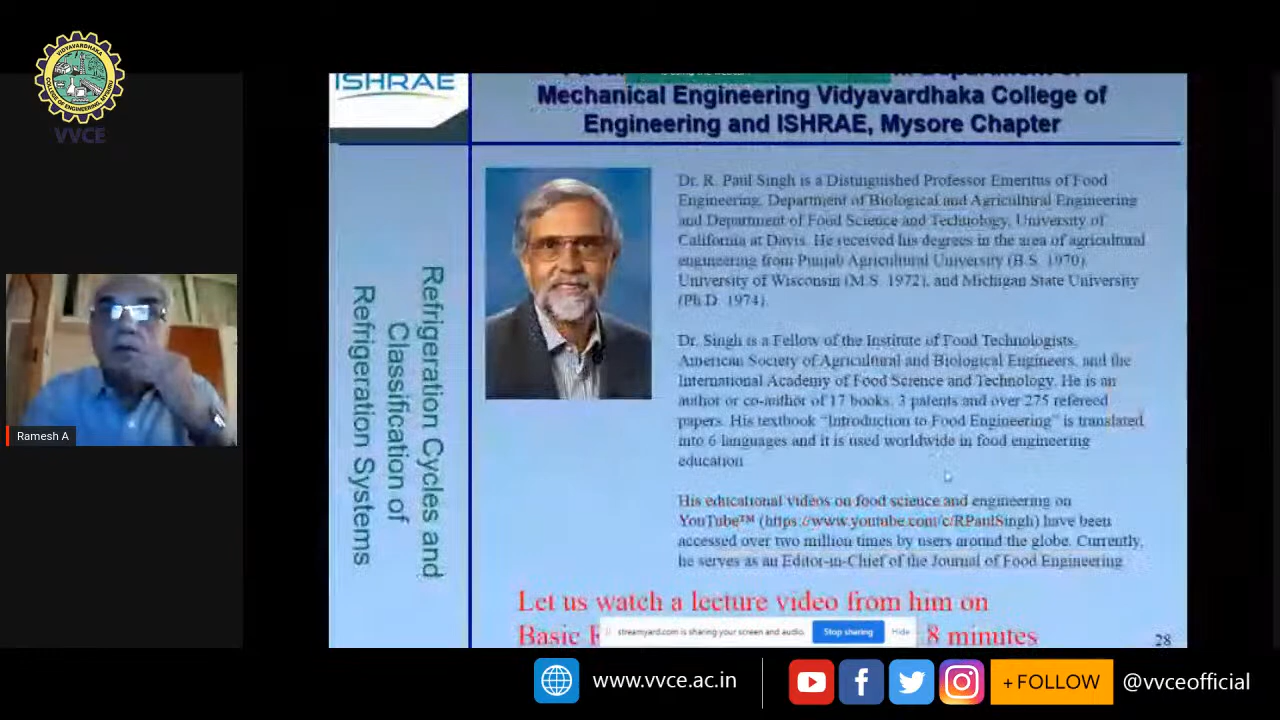 VIDYAVARDHAKA
VVCE
Ramesh A
ISHRAE
Mechanical Engineering Vidyavardhaka College of
Engineering and ISHRAE, Mysore Chapter
Refrigeration Cycles and
Classification of
Refrigeration Systems
Dr. R. Paul Singh is a Distinguished Professor Emeritus of Food
Engineering, Department of Biological and Agricultural Engineering
and Department of Food Science and Technology, University of
California at Davis. He received his degrees in the area of agricultural
engineering from Punjab Agricultural University (B.S. 1970),
University of Wisconsin (M.S. 1972), and Michigan State University
(Ph.D. 1974).
Dr. Singh is a Fellow of the Institute of Food Technologists,
American Society of Agricultural and Biological Engineers, and the
International Academy of Food Science and Technology. He is an
author or co-author of 17 books, 3 patents and over 275 refereed
papers. His textbook “Introduction to Food Engineering” is translated
into 6 languages and it is used worldwide in food engineering
education
His educational videos on food science and engineering on
YouTube™ (https://www.youtube.com/c/RPaulSingh) have been
accessed over two million times by users around the globe. Currently,
he serves as an Editor-in-Chief of the Journal of Food Engineering
Let us watch a lecture video from him on
Basic 8 minutes
streamyard.com is sharing your screen and audio.
Stop sharing
Hide
28
www.vvce.ac.in
+ FOLLOW
@vvceofficial